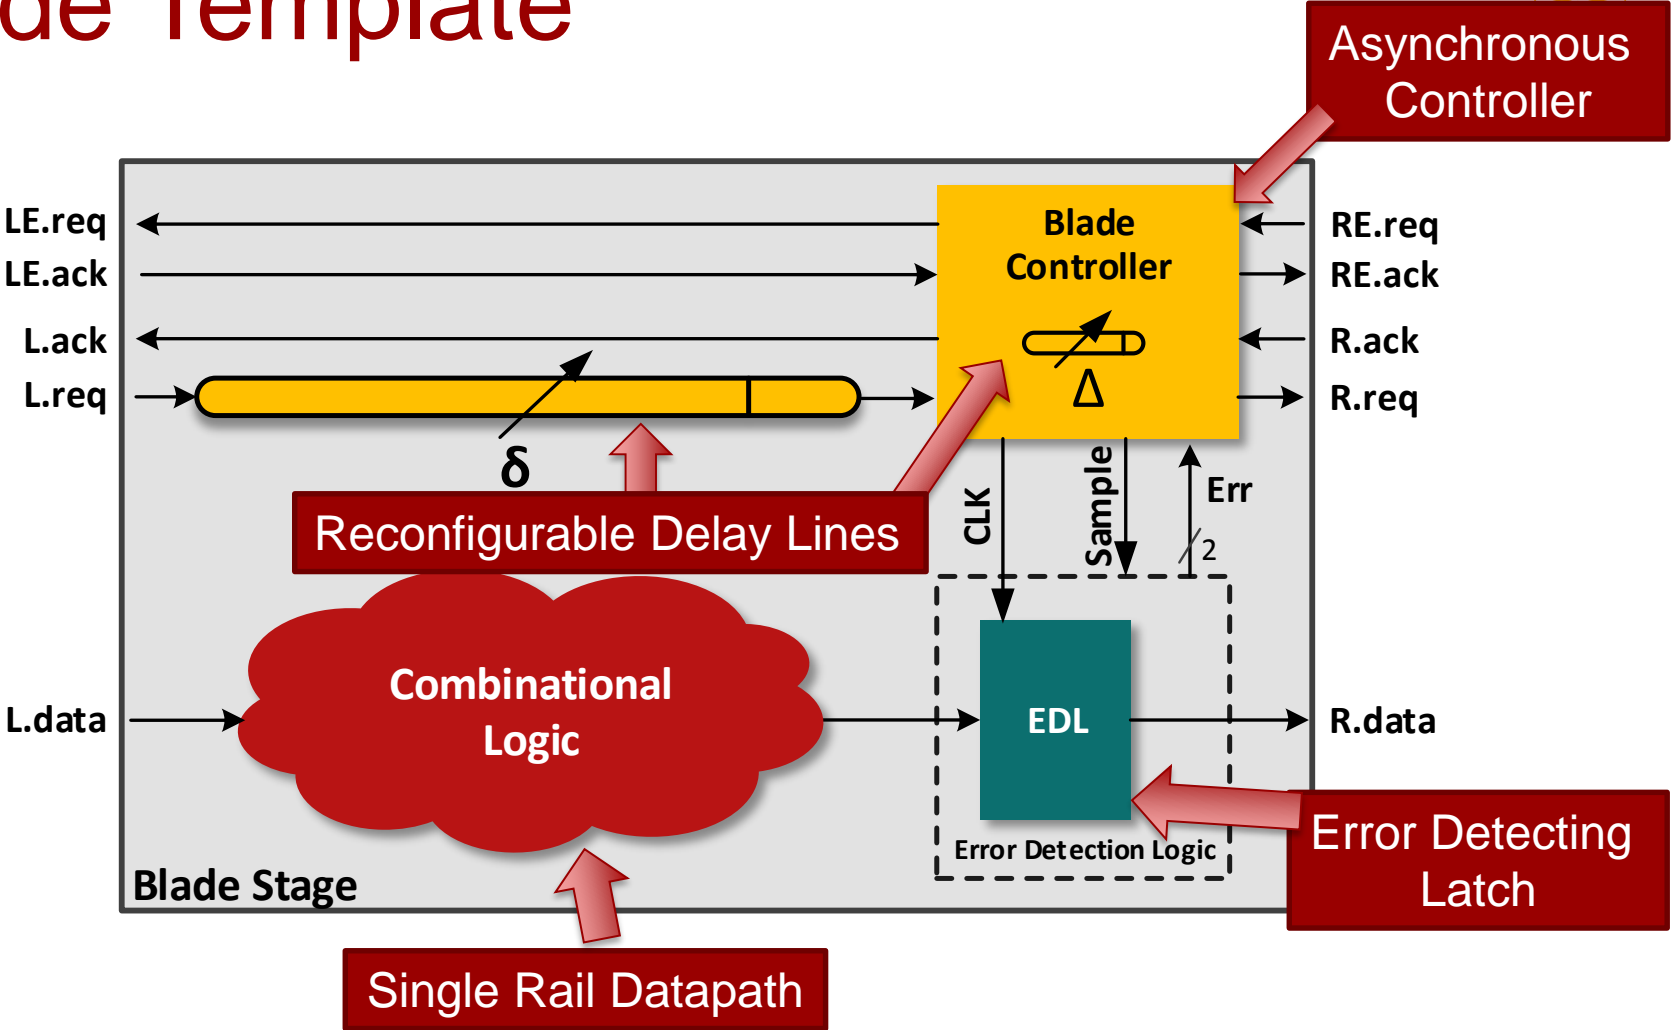 de Template
Asynchronous
Controller
LE.req
LE.ack
L.ack
L.req
Blade
Controller
Δ
RE.req
RE.ack
R.ack
R.req
δ
Reconfigurable Delay Lines
CLK
Sample
Err
2
Combinational
Logic
L.data
EDL
R.data
Error Detection Logic
Error Detecting
Latch
Blade Stage
Single Rail Datapath